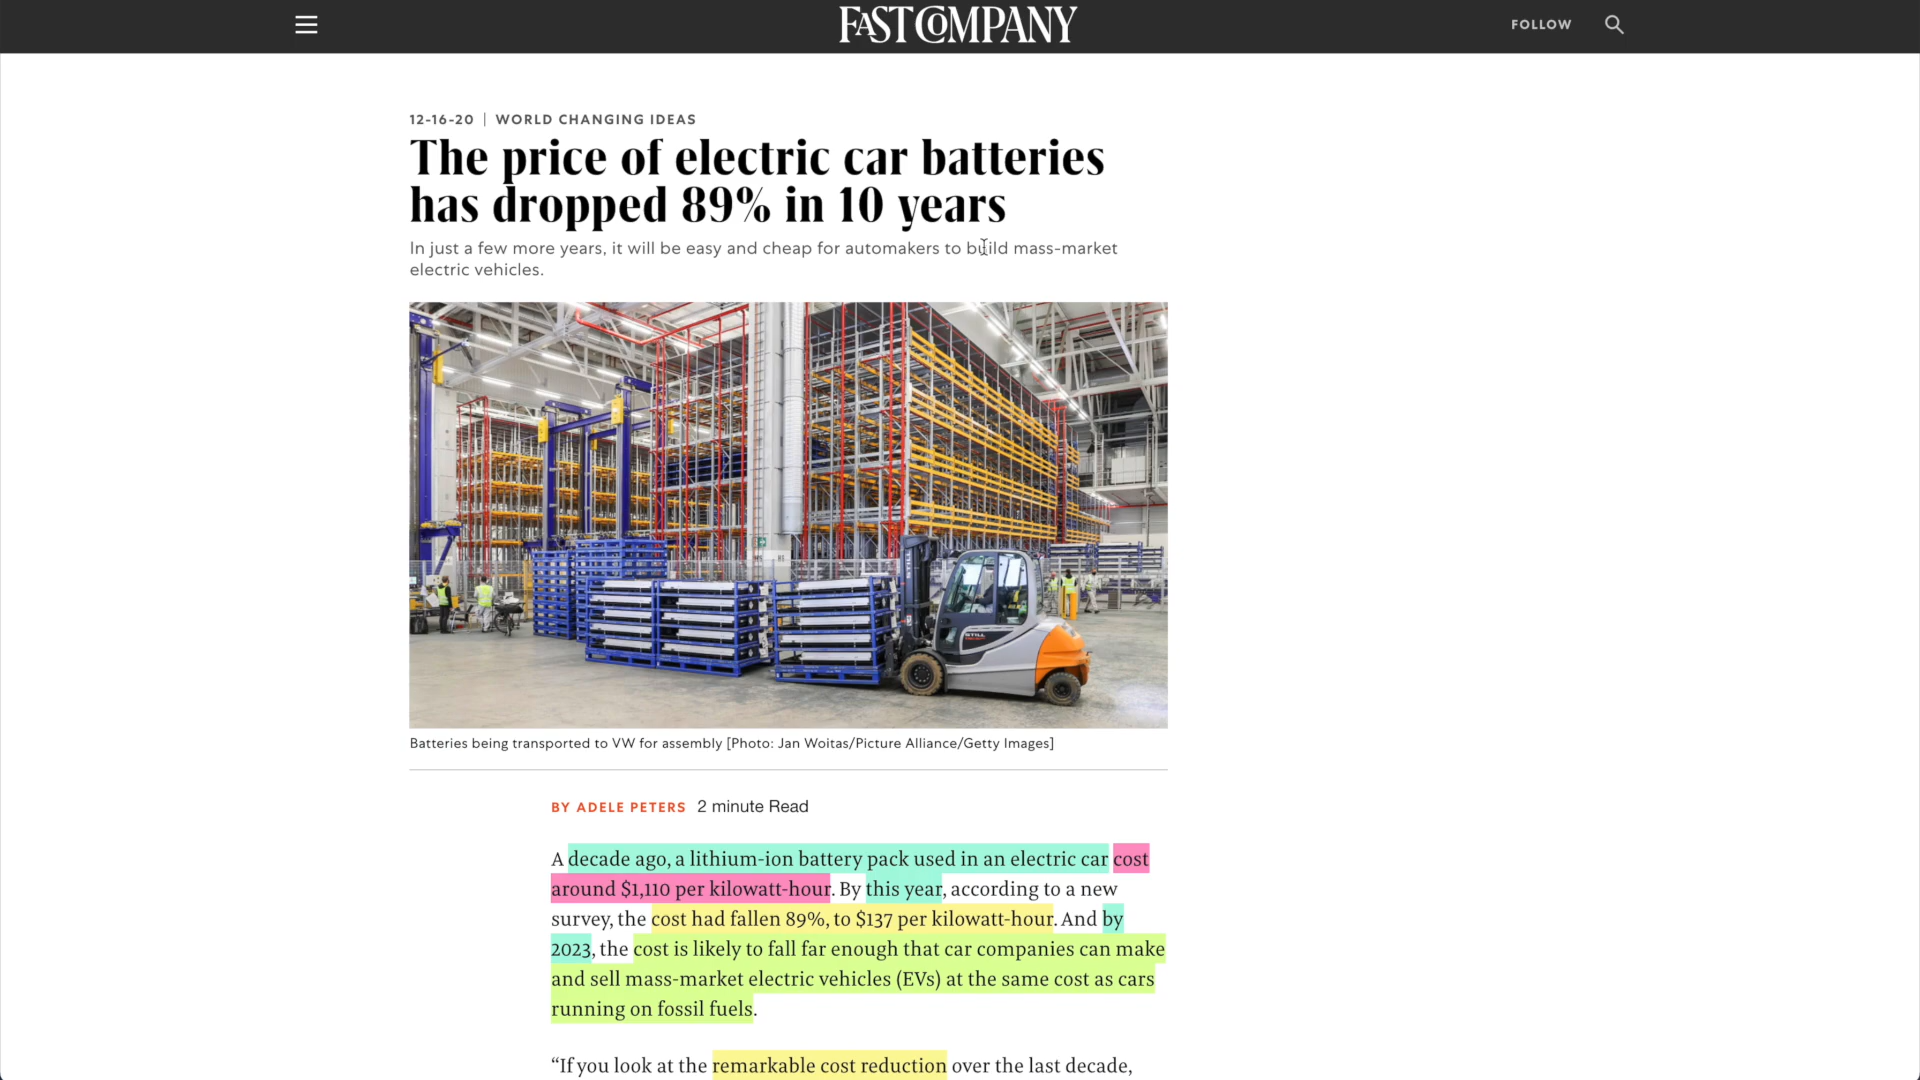 FAST COMPANY
FOLLOW
12-16-20 | WORLD CHANGING IDEAS
The price of electric car batteries
has dropped 89% in 10 years
In just a few more years, it will be easy and cheap for automakers to build mass-market
electric vehicles.
STILL
Batteries being transported to VW for assembly [Photo: Jan Woitas/Picture Alliance/Getty Images]
BY ADELE PETERS 2 minute Read
A decade ago, a lithium-ion battery pack used in an electric car cost
around $1,110 per kilowatt-hour. By this year, according to a new
survey, the cost had fallen 89%, to $137 per kilowatt-hour. And by
2023, the cost is likely to fall far enough that car companies can make
and sell mass-market electric vehicles (EVs) at the same cost as cars
running on fossil fuels.
“If you look at the remarkable cost reduction over the last decade,